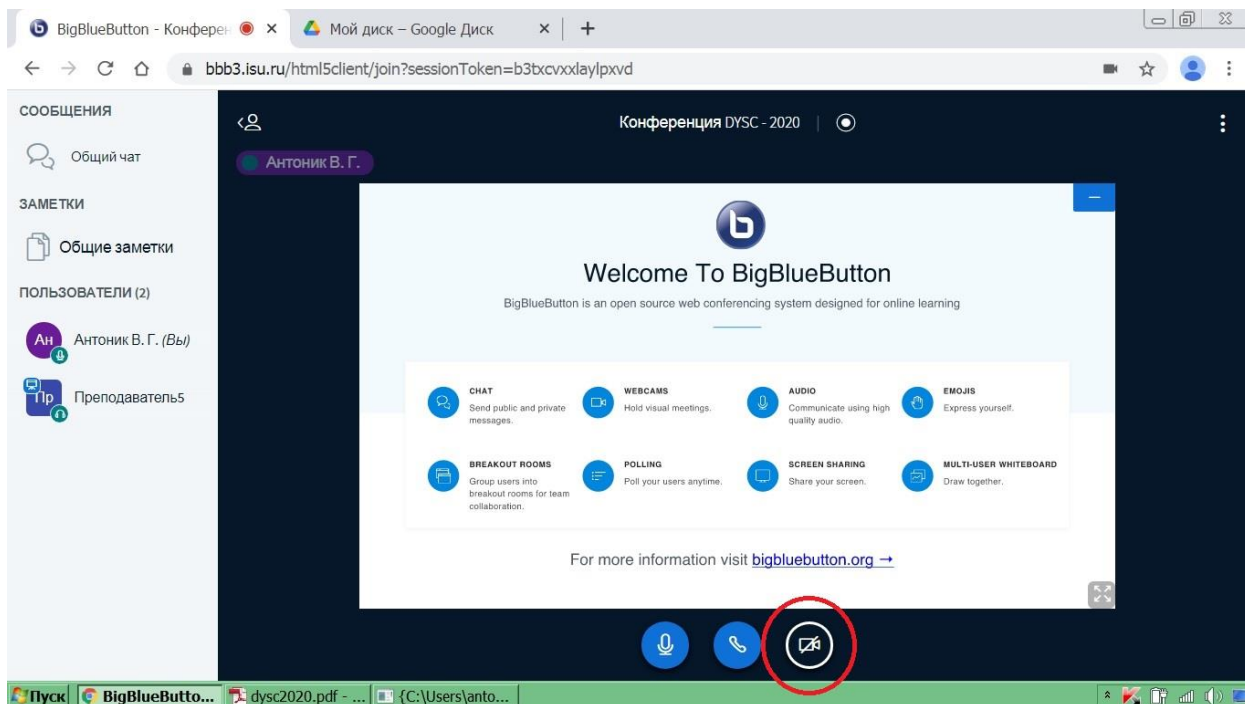 BigBlueButton - Конферен
Мой диск – Google Диск
bbb3.isu.ru/html5client/join?sessionToken=b3txcvxxlaylpxvd
СООБЩЕНИЯ
Общий чат
ЗАМЕТКИ
Общие заметки
ПОЛЬЗОВАТЕЛИ (2)
Ан
Антоник В. Г. (Вы)
Пр
Преподаватель5
Конференция DYSC - 2020
Антоник В. Г.
Welcome To BigBlueButton
BigBlueButton is an open source web conferencing system designed for online learning
CHAT
Send public and private
messages.
WEBCAMS
Hold visual meetings.
AUDIO
Communicate using high
quality audio.
EMOJIS
Express yourself.
BREAKOUT ROOMS
Group users into
breakout rooms for team
collaboration.
POLLING
Poll your users anytime.
SCREEN SHARING
Share your screen.
MULTI-USER WHITEBOARD
Draw together.
For more information visit bigbluebutton.org →
Пуск
BigBlueButto...
dysc2020.pdf - ...
{C:\Users\anto...